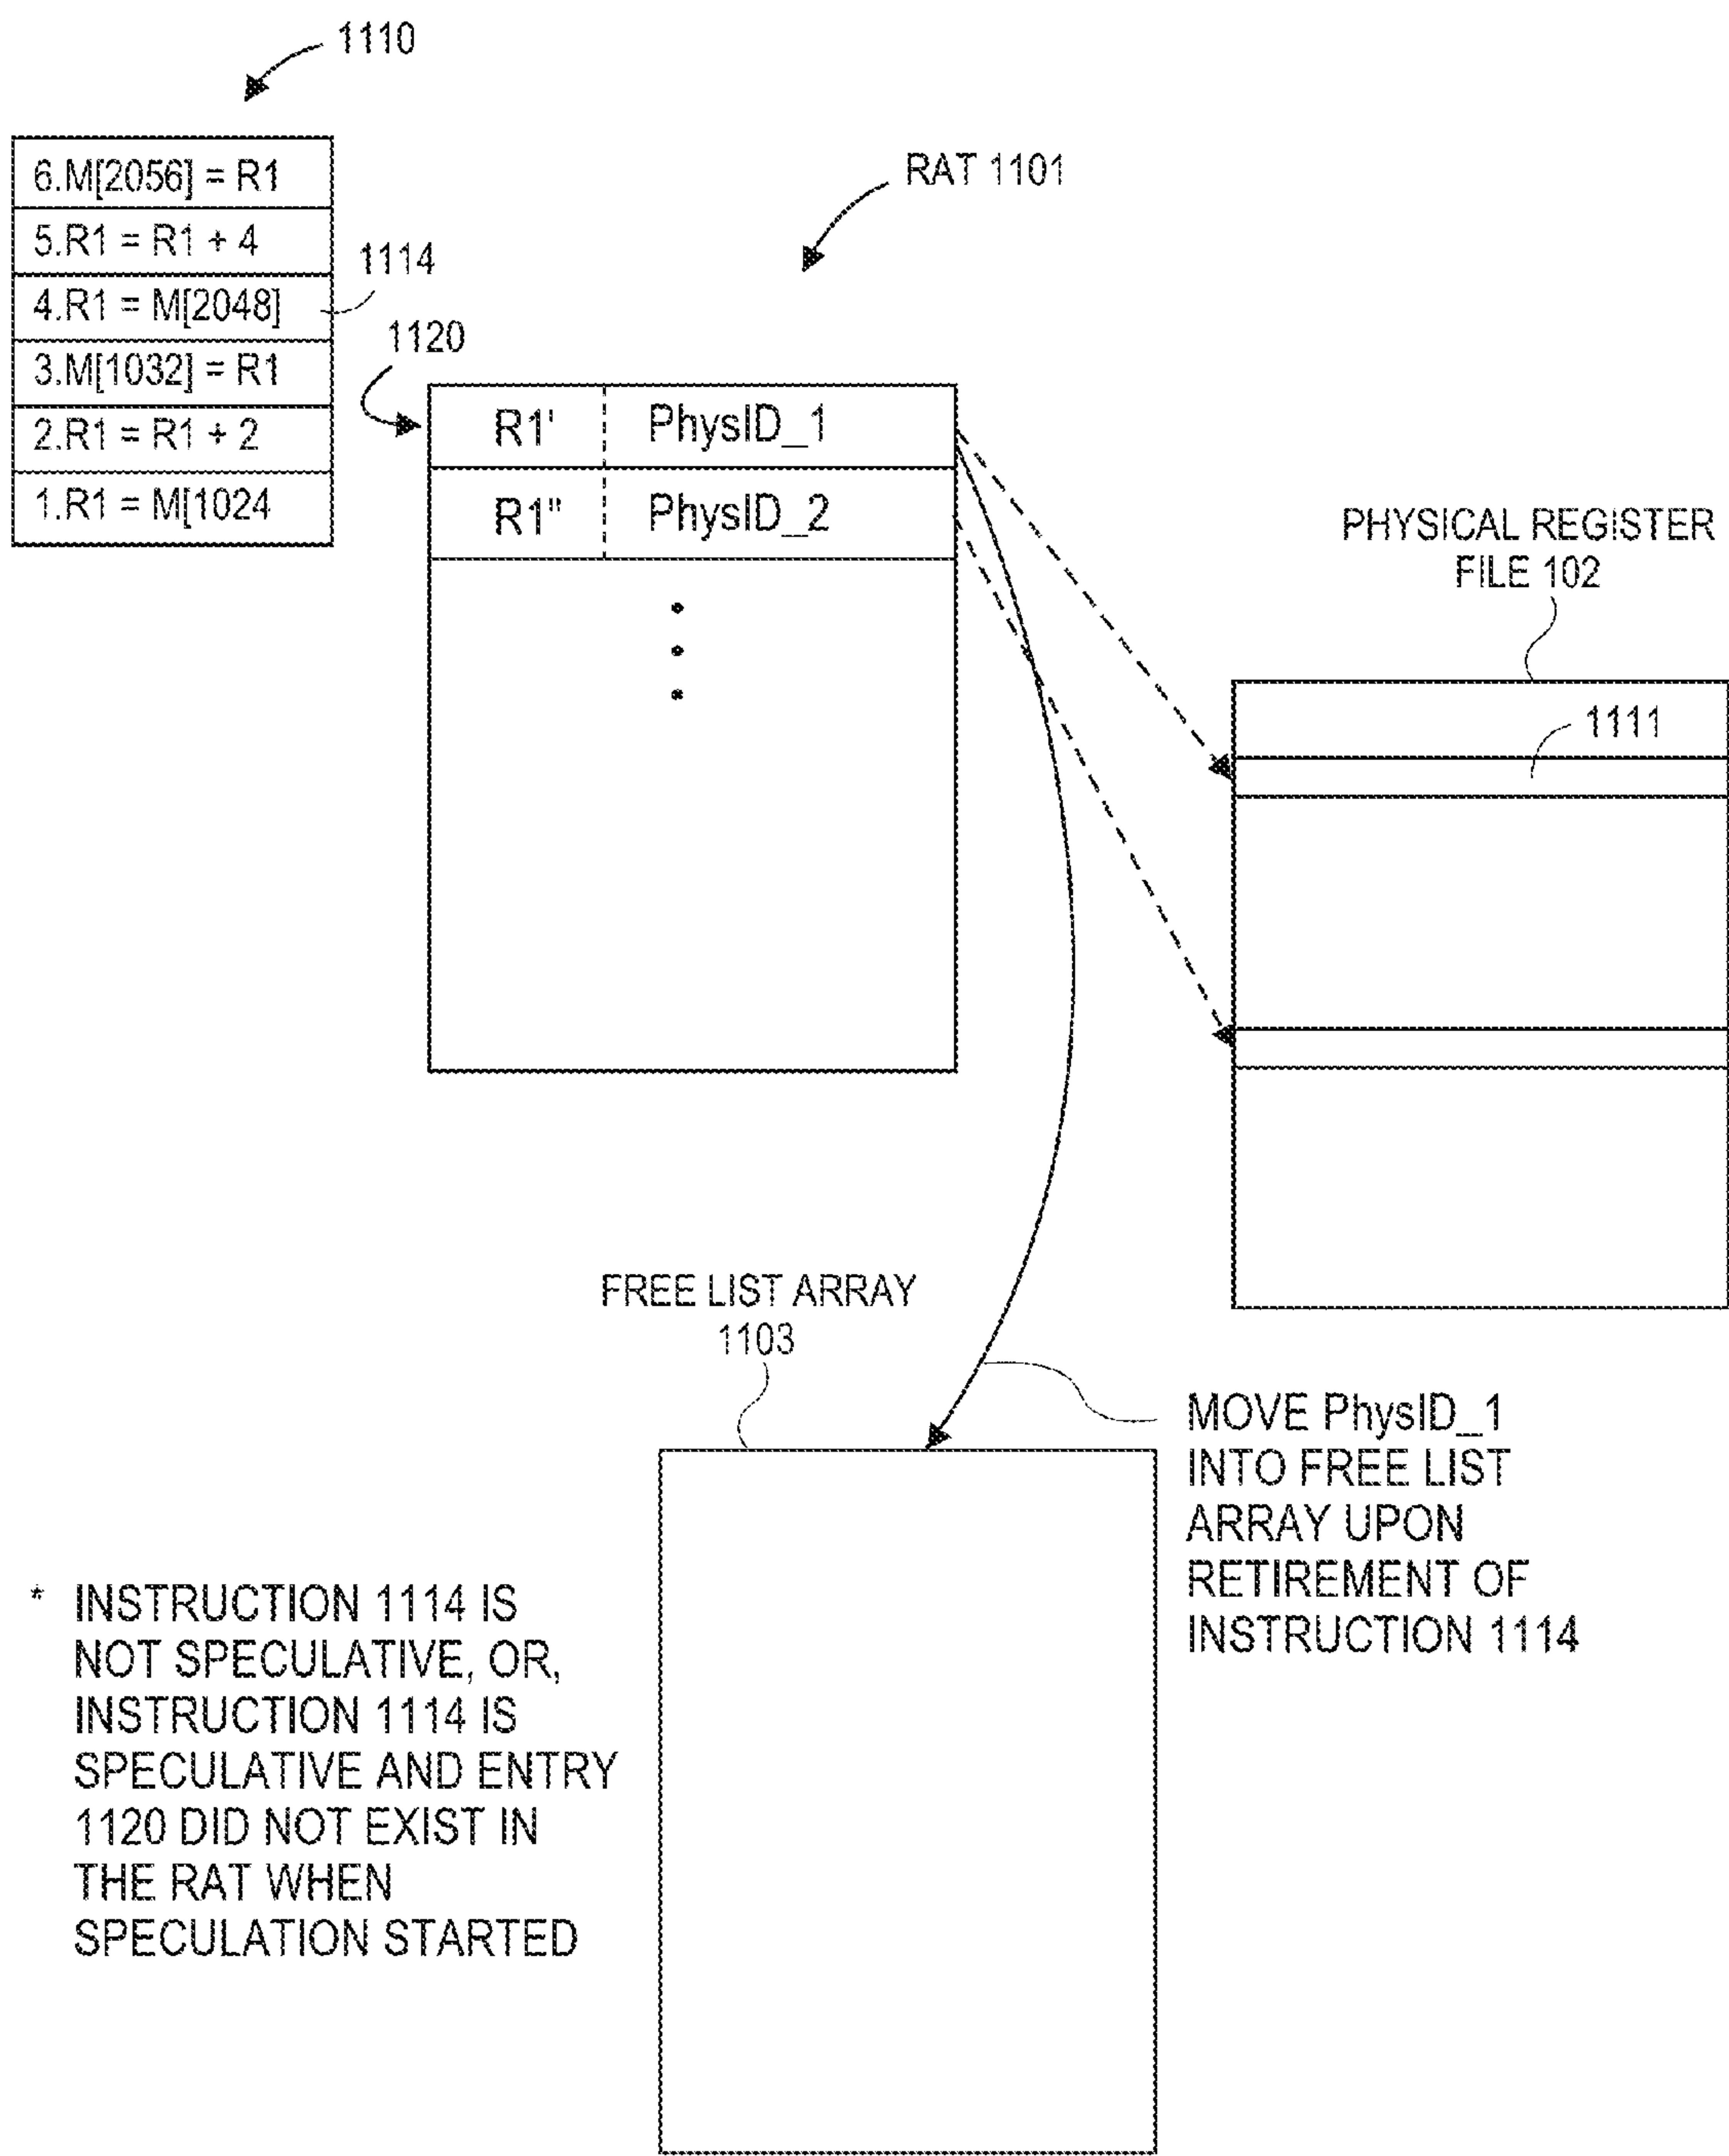 1110
6.M[2056] = R1
5.R1 = R1 + 4
4.R1 = M[2048]
3.M[1032] = R1
2.R1 = R1 + 2
1.R1 = M[1024
1114
RAT 1101
1120
R1' PhysID_1
R1" PhysID_2
PHYSICAL REGISTER
FILE 102
1111
FREE LIST ARRAY
1103
MOVE PhysID_1
INTO FREE LIST
ARRAY UPON
RETIREMENT OF
INSTRUCTION 1114
* INSTRUCTION 1114 IS
NOT SPECULATIVE, OR,
INSTRUCTION 1114 IS
SPECULATIVE AND ENTRY
1120 DID NOT EXIST IN
THE RAT WHEN
SPECULATION STARTED